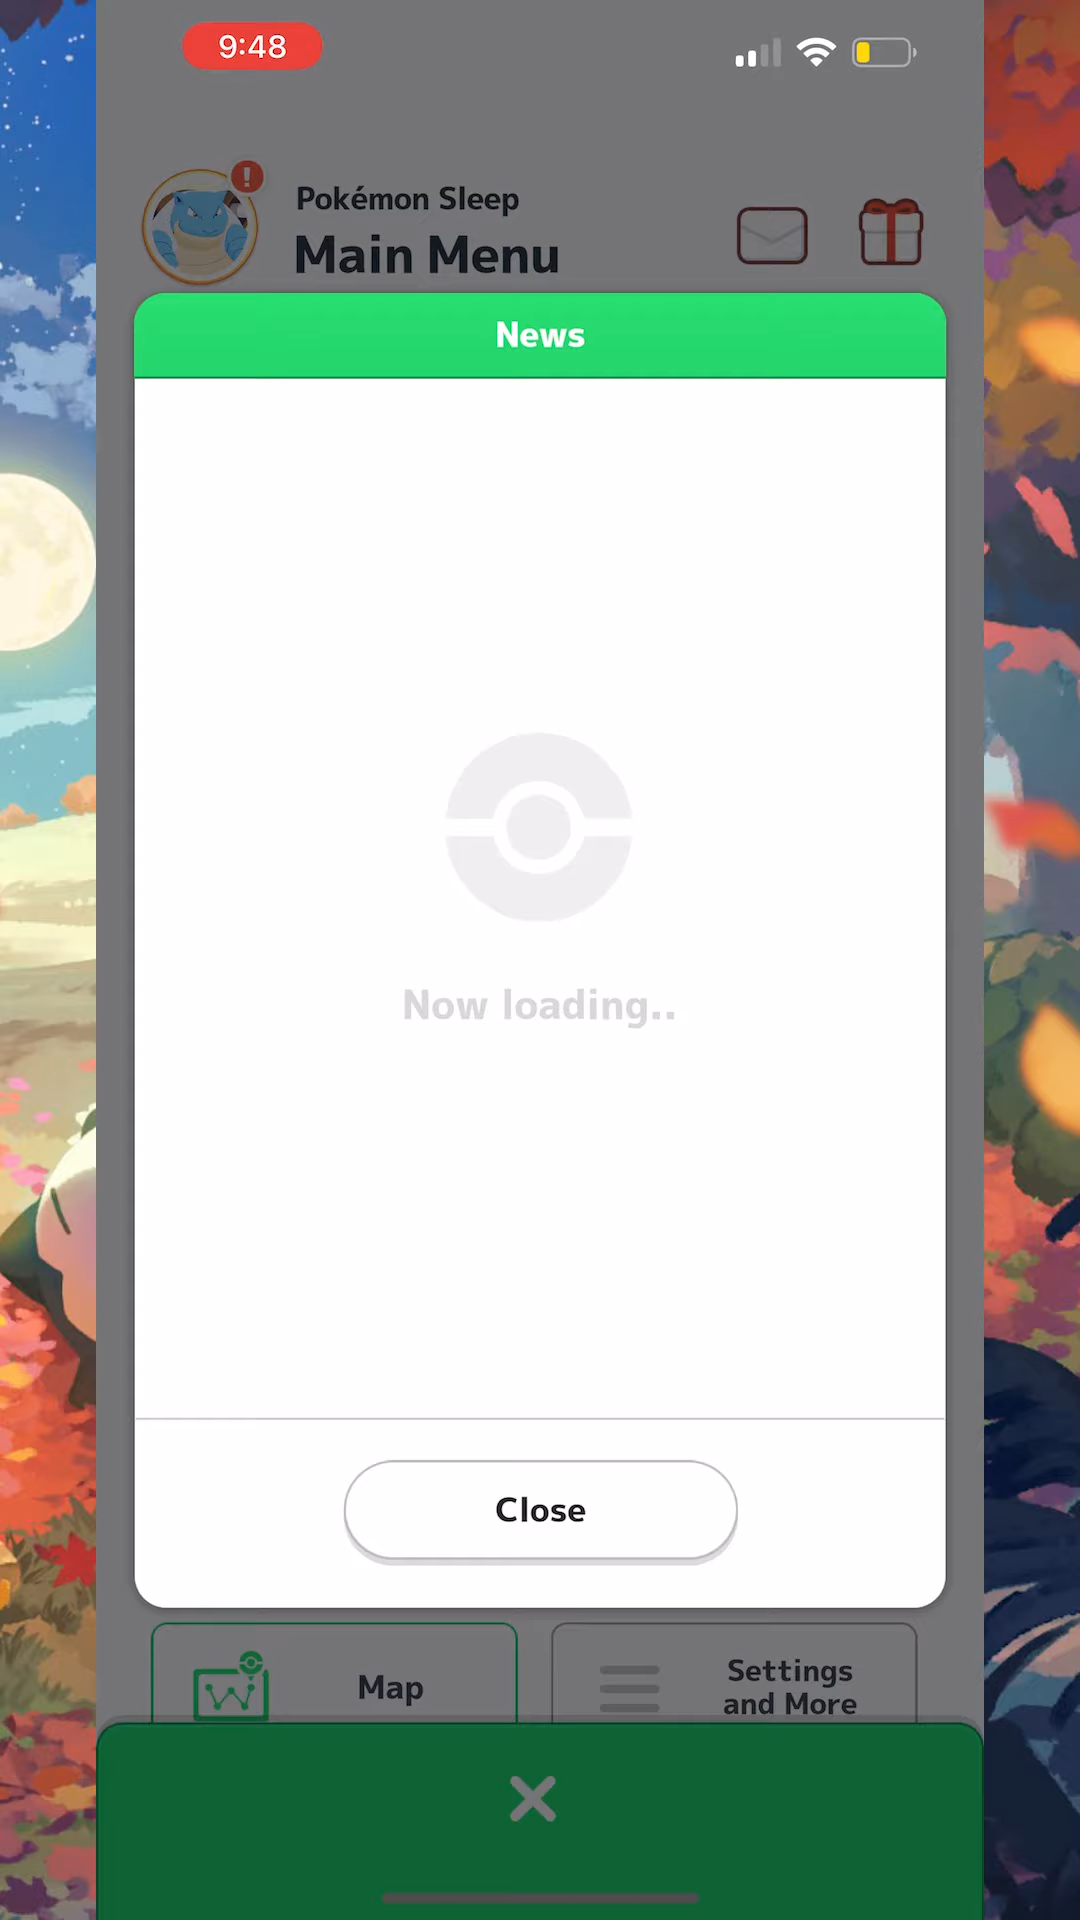 9:48
Pokémon Sleep
Main Menu
News
Now loading..
Close
Map
Settings
and More